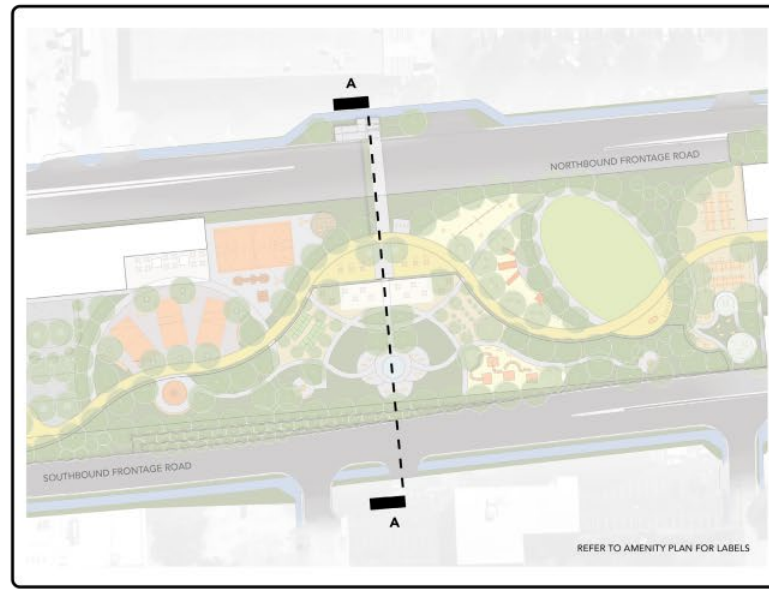 A
NORTHBOUND FRONTAGE ROAD
SOUTHBOUND FRONTAGE ROAD
A
REFER TO AMENITY PLAN FOR LABELS